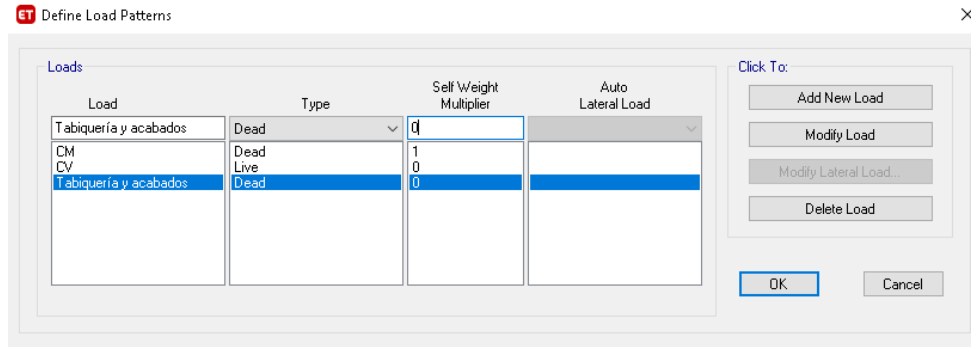 ET Define Load Patterns
Loads
Load Type Self Weight Multiplier Auto Lateral Load
Tabiquería y acabados Dead 0
CM Dead 1
CV Live 0
Tabiquería y acabados Dead 0
Click To:
Add New Load
Modify Load
Modify Lateral Load...
Delete Load
OK Cancel